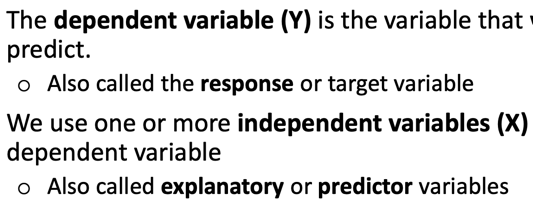 The dependent variable (Y) is the variable that
predict.
o Also called the response or target variable
We use one or more independent variables (X)
dependent variable
o Also called explanatory or predictor variables